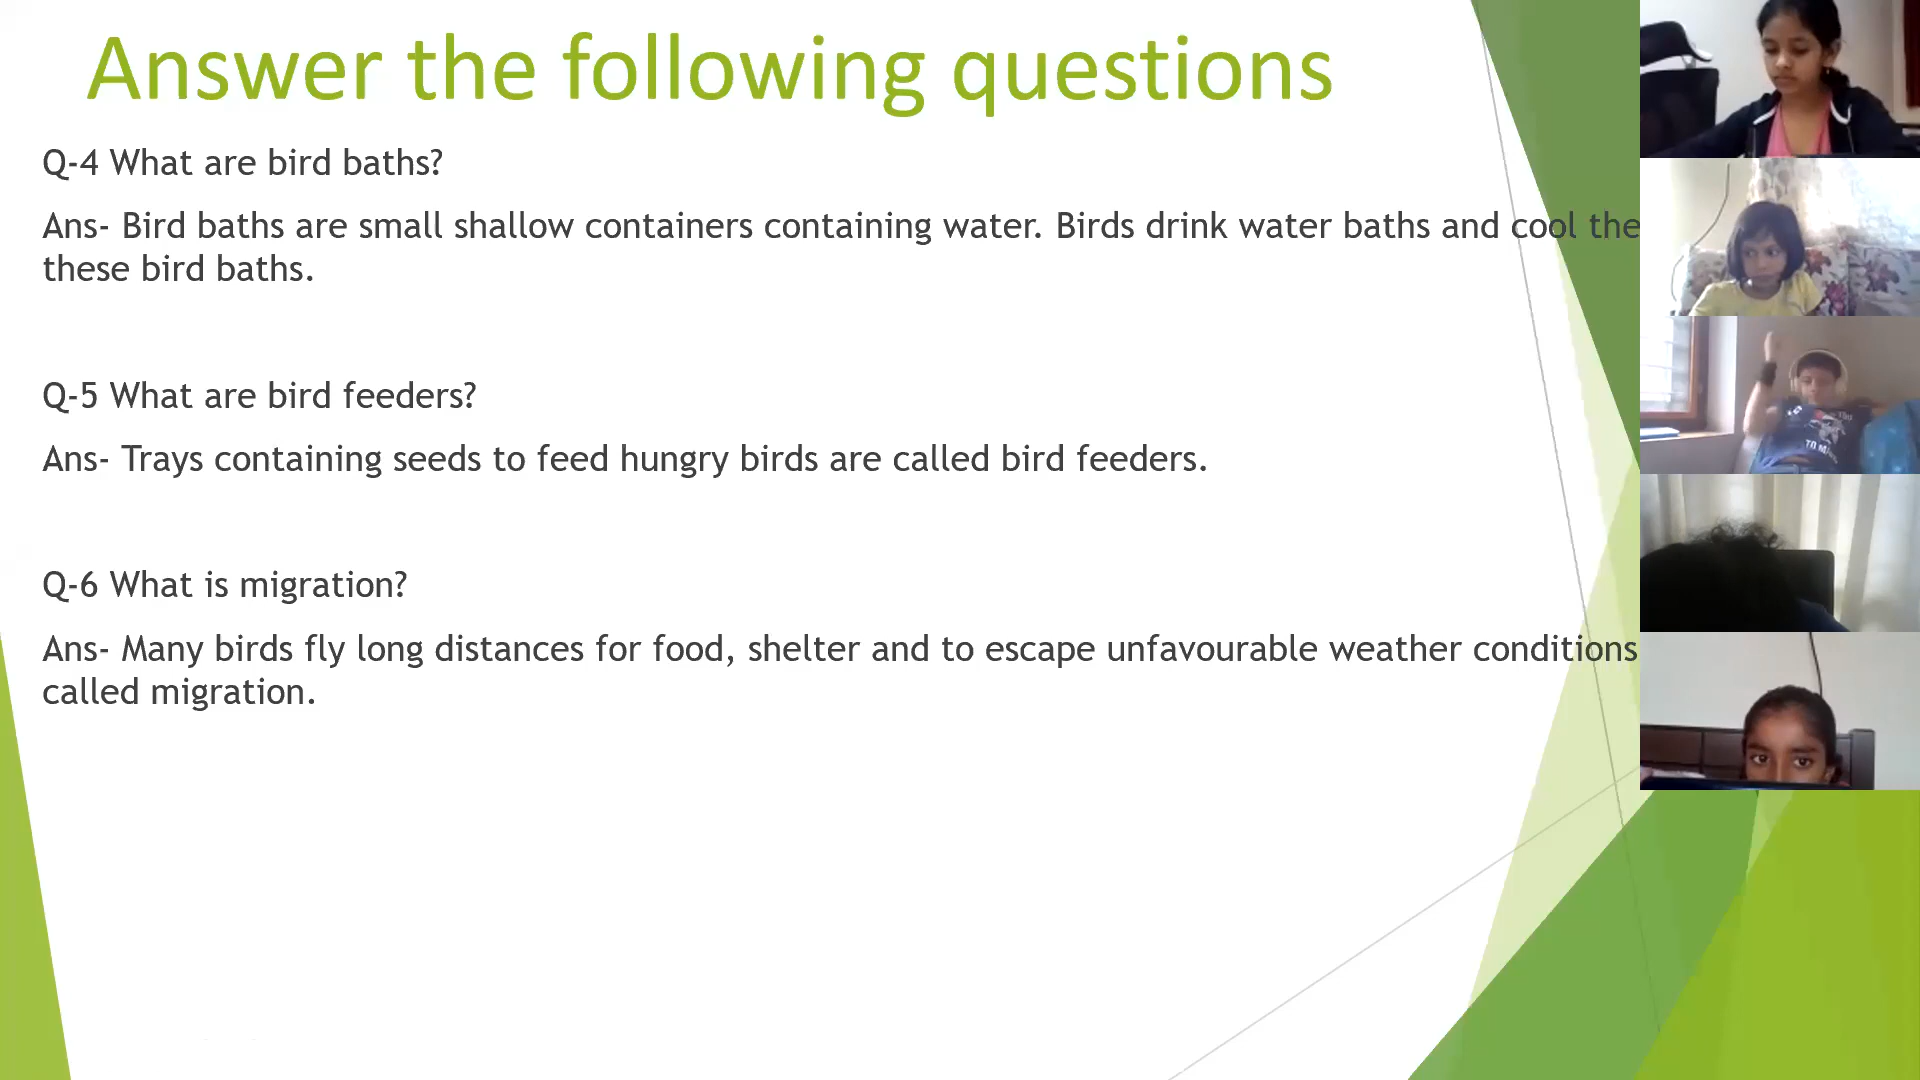 Answer the following questions
Q-4 What are bird baths?
Ans- Bird baths are small shallow containers containing water. Birds drink water baths and cool the
these bird baths.
Q-5 What are bird feeders?
Ans- Trays containing seeds to feed hungry birds are called bird feeders.
Q-6 What is migration?
Ans- Many birds fly long distances for food, shelter and to escape unfavourable weather conditions
called migration.